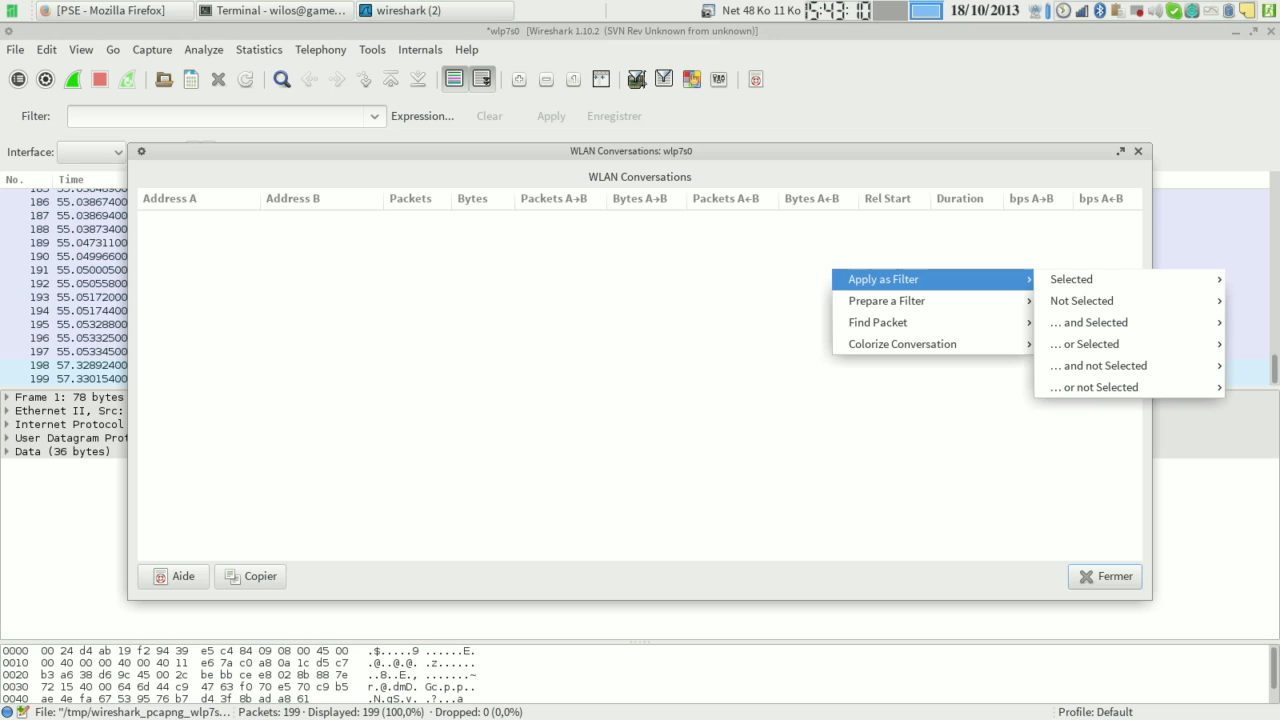 [PSE - Mozilla Firefox]
Terminal - wilos@game...
wireshark (2)
Net 48 Ko 11 Ko
15:43:10
18/10/2013
*wlp7s0 [Wireshark 1.10.2 (SVN Rev Unknown from unknown)]
File Edit View Go Capture Analyze Statistics Telephony Tools Internals Help
Filter: Expression... Clear Apply Enregistrer
Interface:
WLAN Conversations: wlp7s0
WLAN Conversations
No. Time
Address A Address B Packets Bytes Packets A→B Bytes A→B Packets A←B Bytes A←B Rel Start Duration bps A→B bps A←B
186 55.03867400
187 55.03869400
188 55.03873400
189 55.04731100
190 55.04996600
191 55.05000500
192 55.05055800
193 55.05172000
194 55.05174400
195 55.05328800
196 55.05332500
197 55.05334500
198 57.32892400
199 57.33015400
Apply as Filter
Prepare a Filter
Find Packet
Colorize Conversation
Selected
Not Selected
... and Selected
... or Selected
... and not Selected
... or not Selected
Frame 1: 78 bytes
Ethernet II, Src:
Internet Protocol
User Datagram Prot
Data (36 bytes)
Aide Copier Fermer
0000 00 24 d4 ab 19 f2 94 39 e5 c4 84 09 08 00 45 00 .$.....9 ......E.
0010 00 40 00 00 40 00 40 11 e6 7a c0 a8 0a 1c d5 c7 .@..@.@. .z......
0020 b3 a6 38 d6 9c 45 00 2c be bb ce e8 02 8b 88 7e ..8..E., .......~
0030 72 15 40 00 64 6d 44 c9 47 63 f0 70 e5 70 c9 b5 r.@.dmD. Gc.p.p..
0040 ae 4e fa 67 53 95 76 b7 d4 3f 8b ad a8 61 .N.gS.v. .?...a
File: "/tmp/wireshark_pcapng_wlp7s... Packets: 199 · Displayed: 199 (100,0%) · Dropped: 0 (0,0%) Profile: Default